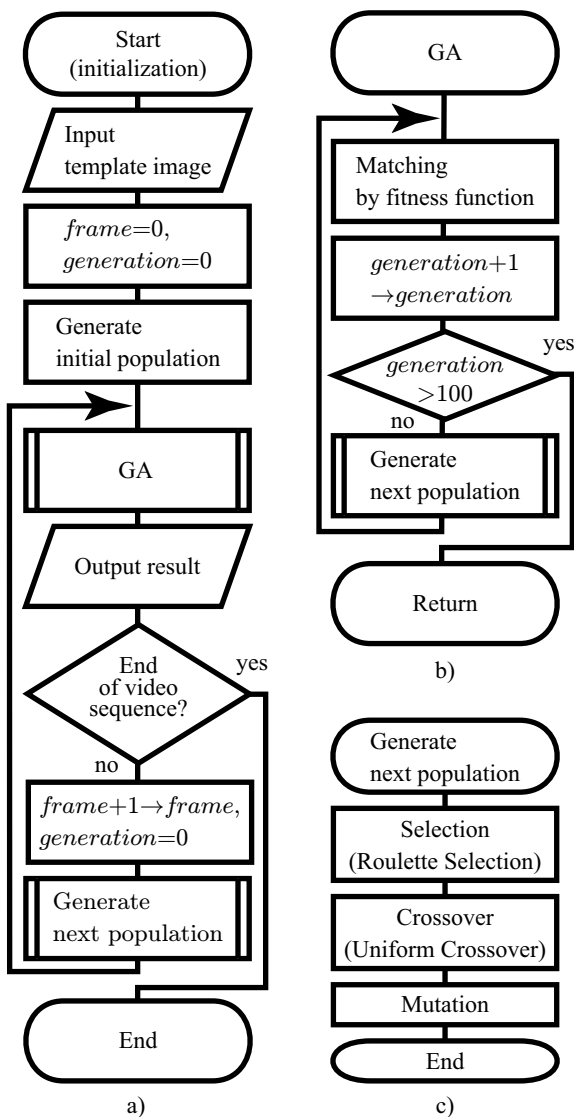 Start
(initialization)
Input
template image
frame=0,
generation=0
Generate
initial population
GA
Output result
End
of video
sequence?
yes
no
frame+1→frame,
generation=0
Generate
next population
End
a)
GA
Matching
by fitness function
generation+1
→generation
generation
>100
yes
no
Generate
next population
Return
b)
Generate
next population
Selection
(Roulette Selection)
Crossover
(Uniform Crossover)
Mutation
End
c)